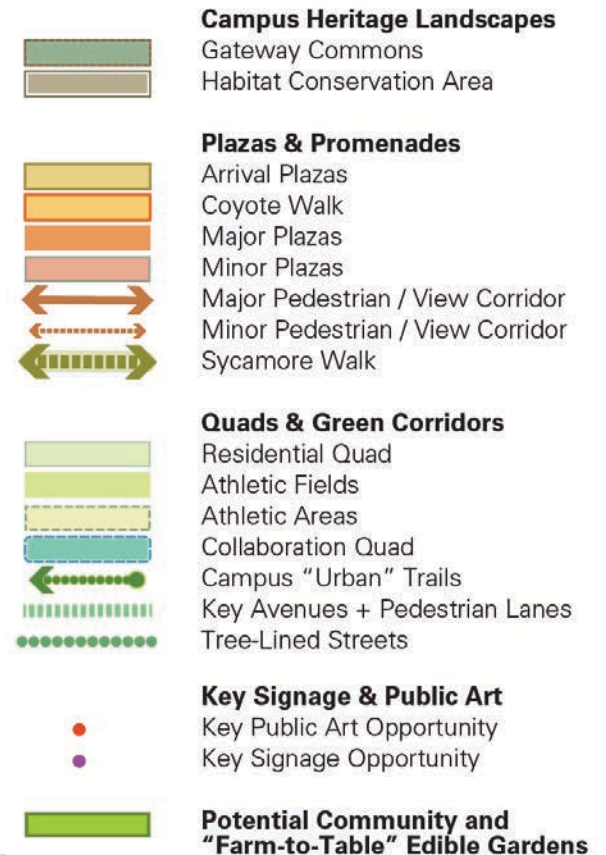 Campus Heritage Landscapes
Gateway Commons
Habitat Conservation Area
Plazas & Promenades
Arrival Plazas
Coyote Walk
Major Plazas
Minor Plazas
Major Pedestrian / View Corridor
Minor Pedestrian / View Corridor
Sycamore Walk
Quads & Green Corridors
Residential Quad
Athletic Fields
Athletic Areas
Collaboration Quad
Campus “Urban” Trails
Key Avenues + Pedestrian Lanes
Tree-Lined Streets
Key Signage & Public Art
Key Public Art Opportunity
Key Signage Opportunity
Potential Community and
“Farm-to-Table” Edible Gardens